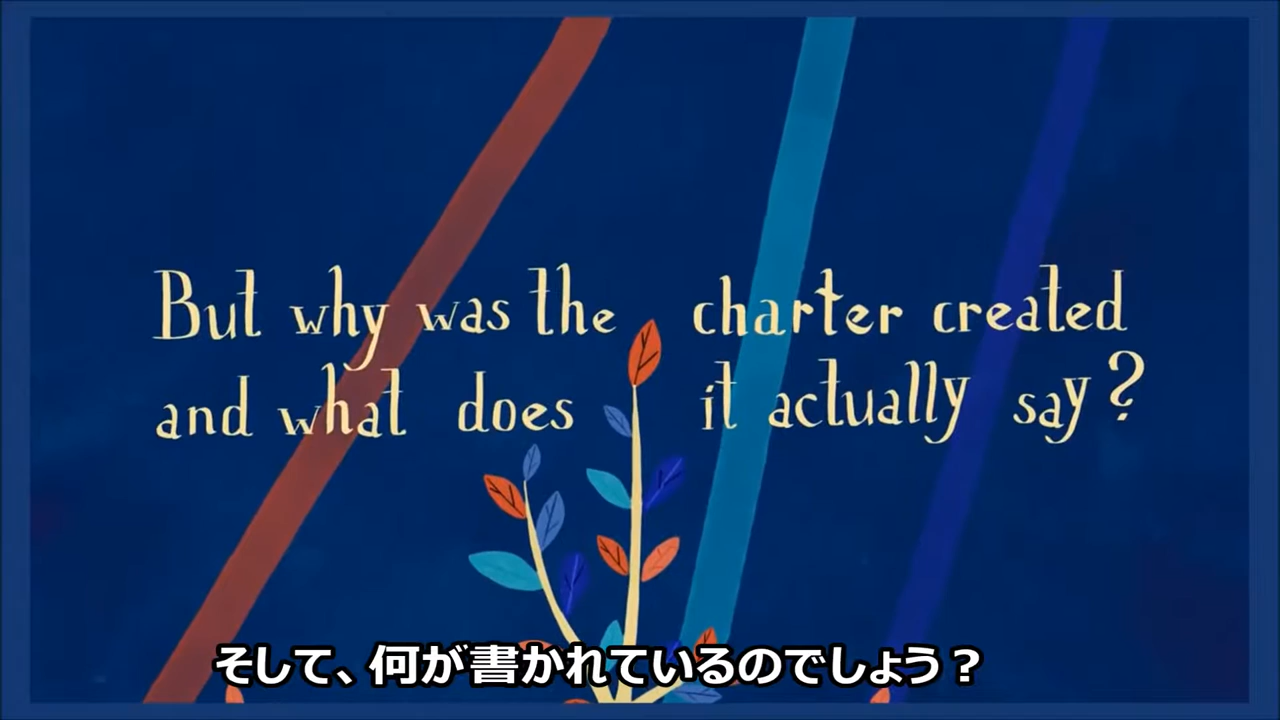 But why was the charter created
and what does it actually say?
そして、何が書かれているのでしょう？